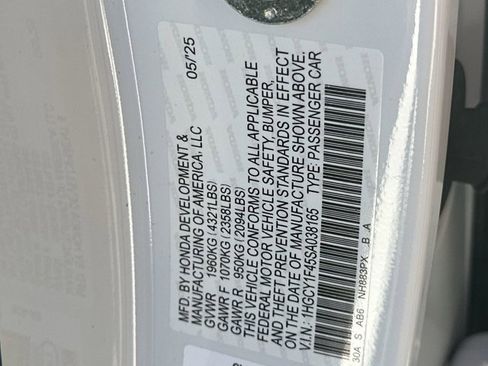 MFD. BY HONDA DEVELOPMENT & 05/'25
MANUFACTURING OF AMERICA, LLC
GVWR 1960KG(4321LBS)
GAWR F 1070KG(2358LBS)
GAWR R 950KG(2094LBS)
THIS VEHICLE CONFORMS TO ALL APPLICABLE
FEDERAL MOTOR VEHICLE SAFETY, BUMPER,
AND THEFT PREVENTION STANDARDS IN EFFECT
ON THE DATE OF MANUFACTURE SHOWN ABOVE.
V.I.N.: 1HGCY1F45SA038165 TYPE: PASSENGER CAR
30A S AB6 NH883PX B A